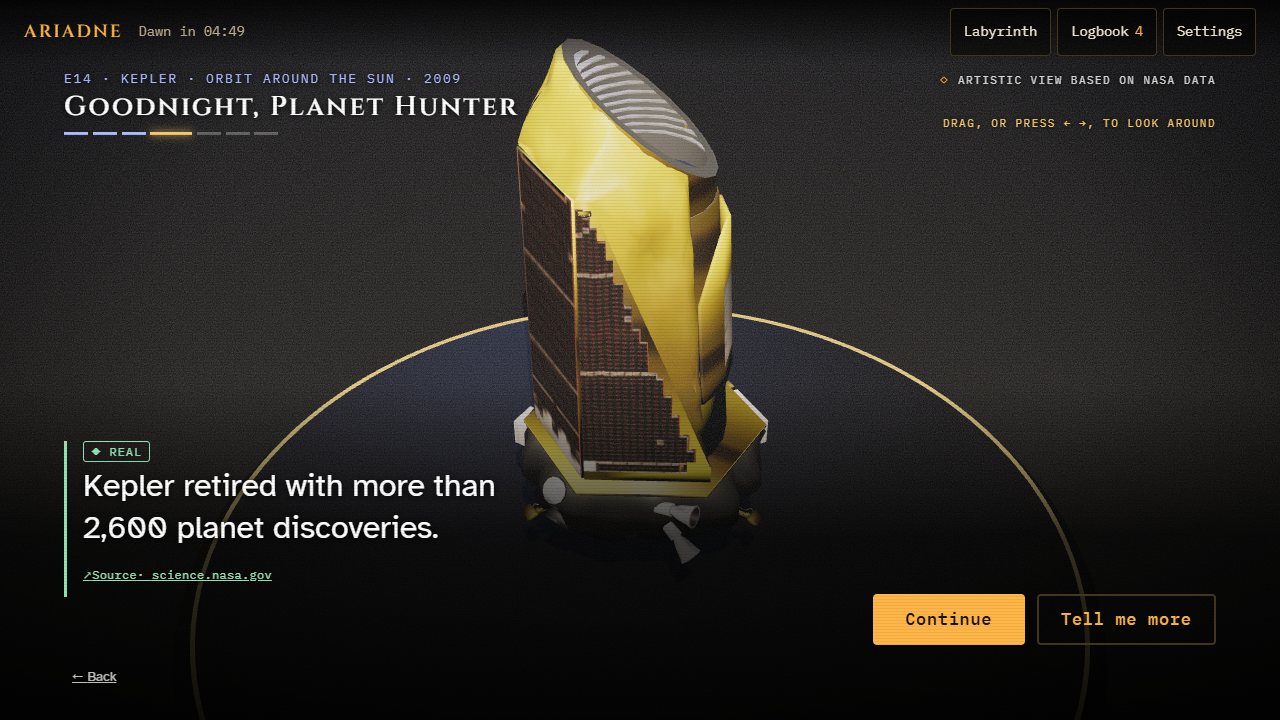 ARIADNE
Dawn in 04:49
Labyrinth
Logbook 4
Settings
E14 · KEPLER · ORBIT AROUND THE SUN · 2009
GOODNIGHT, PLANET HUNTER
◇ ARTISTIC VIEW BASED ON NASA DATA
DRAG, OR PRESS ← →, TO LOOK AROUND
◆ REAL
Kepler retired with more than
2,600 planet discoveries.
↗Source· science.nasa.gov
Continue
Tell me more
← Back